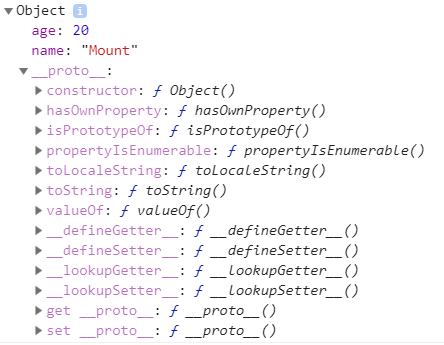 Object i
age: 20
name: "Mount"
__proto__:
constructor: ƒ Object()
hasOwnProperty: ƒ hasOwnProperty()
isPrototypeOf: ƒ isPrototypeOf()
propertyIsEnumerable: ƒ propertyIsEnumerable()
toLocaleString: ƒ toLocaleString()
toString: ƒ toString()
valueOf: ƒ valueOf()
__defineGetter__: ƒ __defineGetter__()
__defineSetter__: ƒ __defineSetter__()
__lookupGetter__: ƒ __lookupGetter__()
__lookupSetter__: ƒ __lookupSetter__()
get __proto__: ƒ __proto__()
set __proto__: ƒ __proto__()